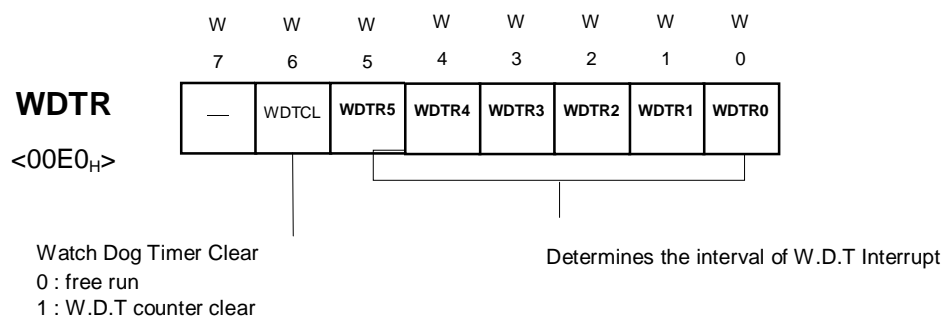 W W W W W W W
7 6 5 4 3 2 1 0
WDTR — WDTCL WDTR5 WDTR4 WDTR3 WDTR2 WDTR1 WDTR0
<00E0H>
Watch Dog Timer Clear
0 : free run
1 : W.D.T counter clear
Determines the interval of W.D.T Interrupt